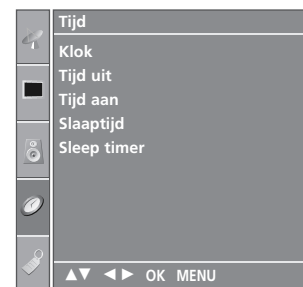 Tijd
Klok
Tijd uit
Tijd aan
Slaaptijd
Sleep timer
▲▼ ◄► OK MENU